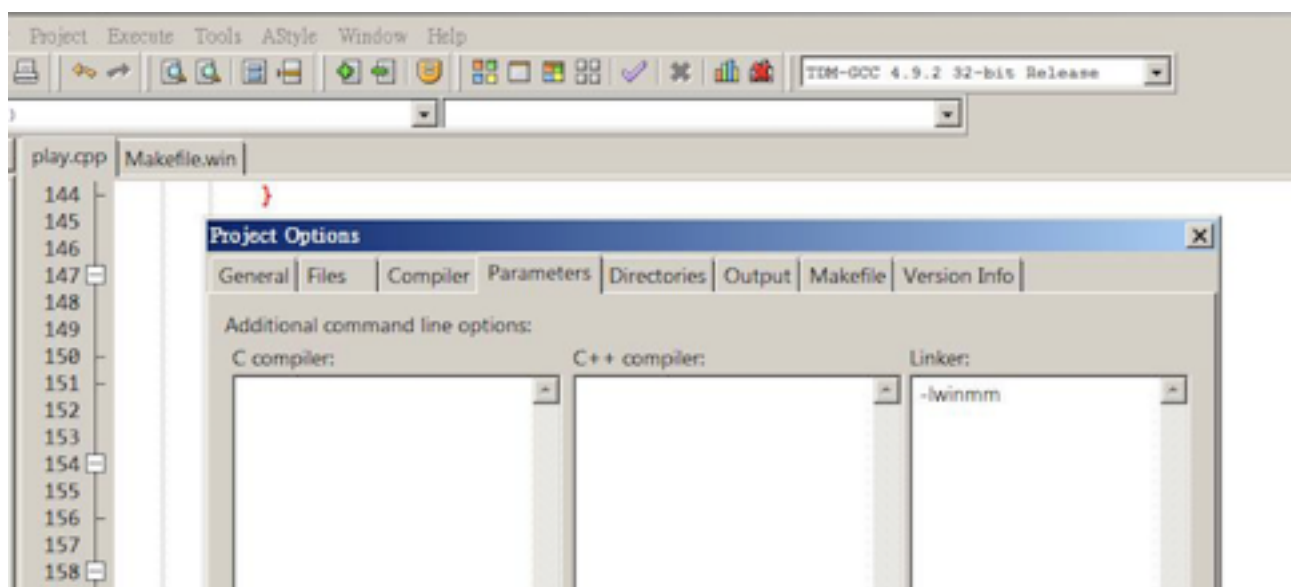 Project Execute Tools AStyle Window Help
TDM-GCC 4.9.2 32-bit Release
play.cpp Makefile.win
144 }
145
146
147
148
149
150
151
152
153
154
155
156
157
158
Project Options
General Files Compiler Parameters Directories Output Makefile Version Info
Additional command line options:
C compiler: C++ compiler: Linker:
-lwinmm